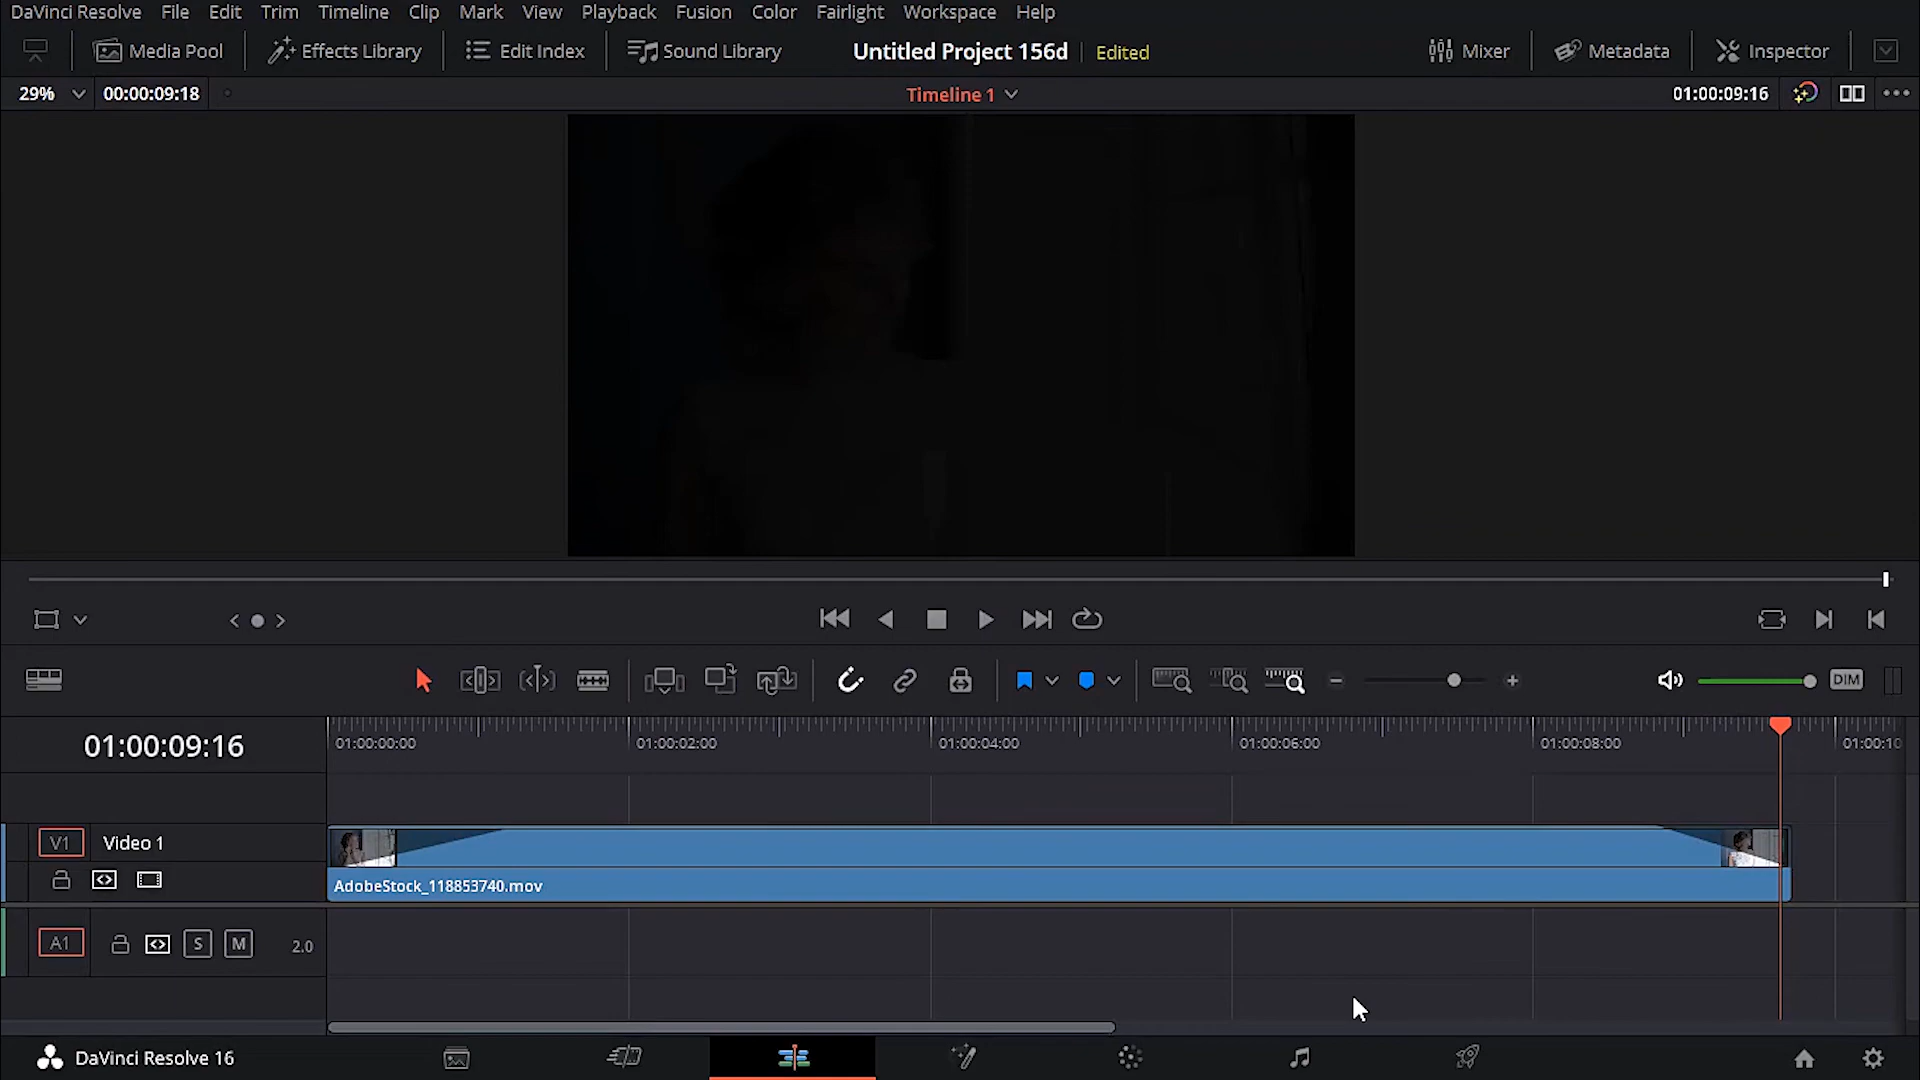 DaVinci Resolve File Edit Trim Timeline Clip Mark View Playback Fusion Color Fairlight Workspace Help
Media Pool Effects Library Edit Index Sound Library Untitled Project 156d Edited Mixer Metadata Inspector
29% 00:00:09:18 Timeline 1 01:00:09:16
DIM
01:00:09:16 01:00:00:00 01:00:02:00 01:00:04:00 01:00:06:00 01:00:08:00 01:00:10
V1 Video 1
AdobeStock_118853740.mov
A1 S M 2.0
DaVinci Resolve 16